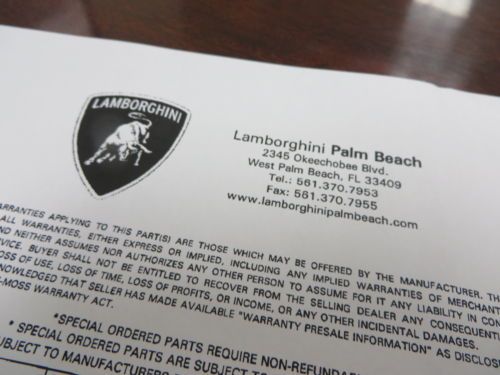 LAMBORGHINI
Lamborghini Palm Beach
2345 Okeechobee Blvd.
West Palm Beach, FL 33409
Tel.: 561.370.7953
Fax: 561.370.7955
www.lamborghinipalmbeach.com
ARRANTIES APPLYING TO THIS PART(S) ARE THOSE WHICH MAY BE OFFERED BY THE MANUFACTURER. TH
ALL WARRANTIES, EITHER EXPRESS OR IMPLIED, INCLUDING ANY IMPLIED WARRANTIES OF MERCHANT
ND NEITHER ASSUMES NOR AUTHORIZES ANY OTHER PERSON TO ASSUME FOR IT ANY LIABILITY IN CON
VICE. BUYER SHALL NOT BE ENTITLED TO RECOVER FROM THE SELLING DEALER ANY CONSEQUENTI
OSS OF USE, LOSS OF TIME, LOSS OF PROFITS, OR INCOME, OR ANY OTHER INCIDENTAL DAMAGES.
NOWLEDGED THAT SELLER HAS MADE AVAILABLE "WARRANTY PRESALE INFORMATION" AS DISCLOSE
-MOSS WARRANTY ACT.
*SPECIAL ORDERED PARTS REQUIRE NON-REFUNDAB
* SPECIAL ORDERED PARTS ARE SUBJECT TO
UBJECT TO MANUFACTURERS